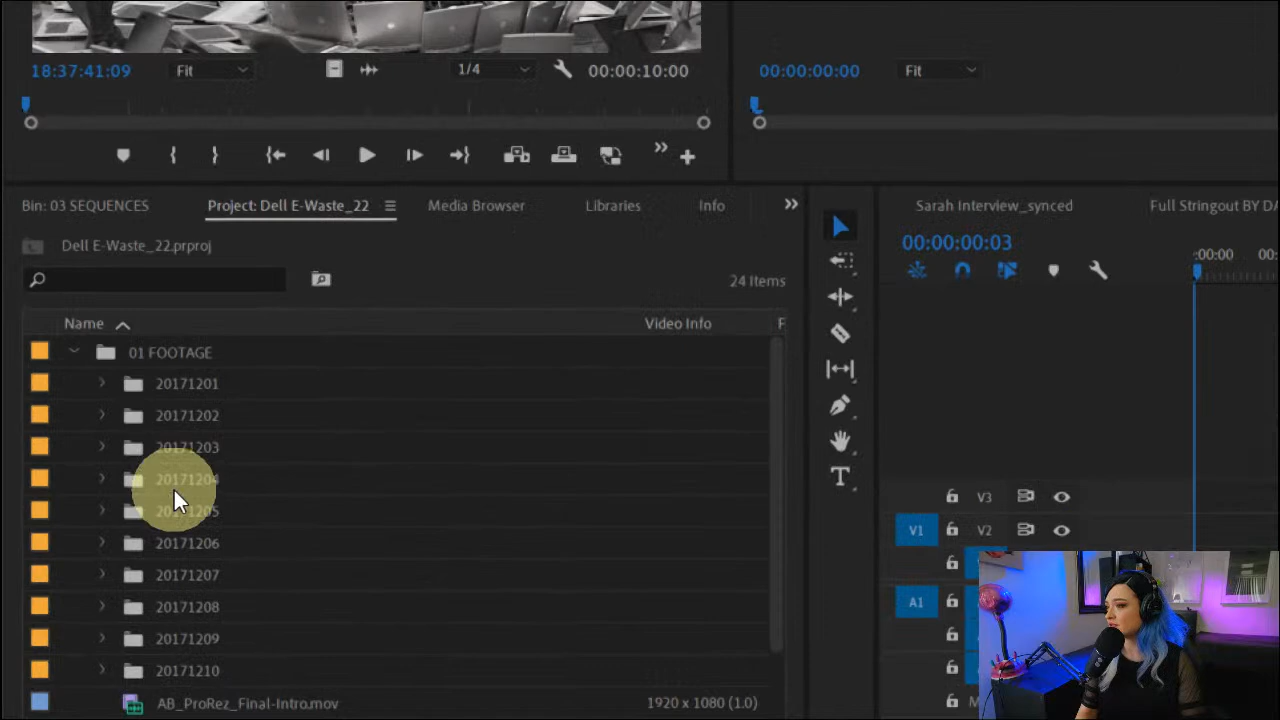 18:37:41:09 Fit 1/4 00:00:10:00 00:00:00:00 Fit
Bin: 03 SEQUENCES Project: Dell E-Waste_22 Media Browser Libraries Info
Sarah Interview_synced Full Stringout BY DA
Dell E-Waste_22.prproj
00:00:00:03
:00:00 00:
24 Items
Name Video Info F
01 FOOTAGE
20171201
20171202
20171203
20171204
20171205
20171206
20171207
20171208
20171209
20171210
AB_ProRez_Final-Intro.mov 1920 x 1080 (1.0)
T
V3
V1 V2
A1
M